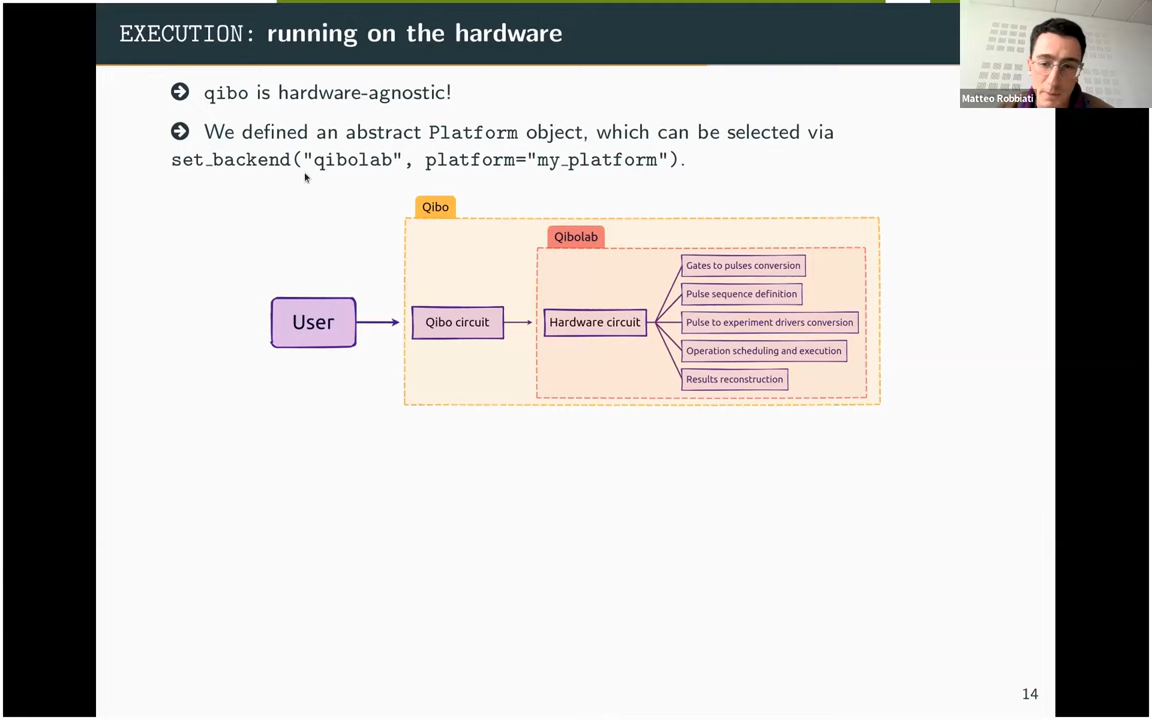 EXECUTION: running on the hardware
Matteo Robbiati
qibo is hardware-agnostic!
We defined an abstract Platform object, which can be selected via
set_backend("qibolab", platform="my_platform").
Qibo
Qibolab
Gates to pulses conversion
Pulse sequence definition
User
Qibo circuit
Hardware circuit
Pulse to experiment drivers conversion
Operation scheduling and execution
Results reconstruction
14